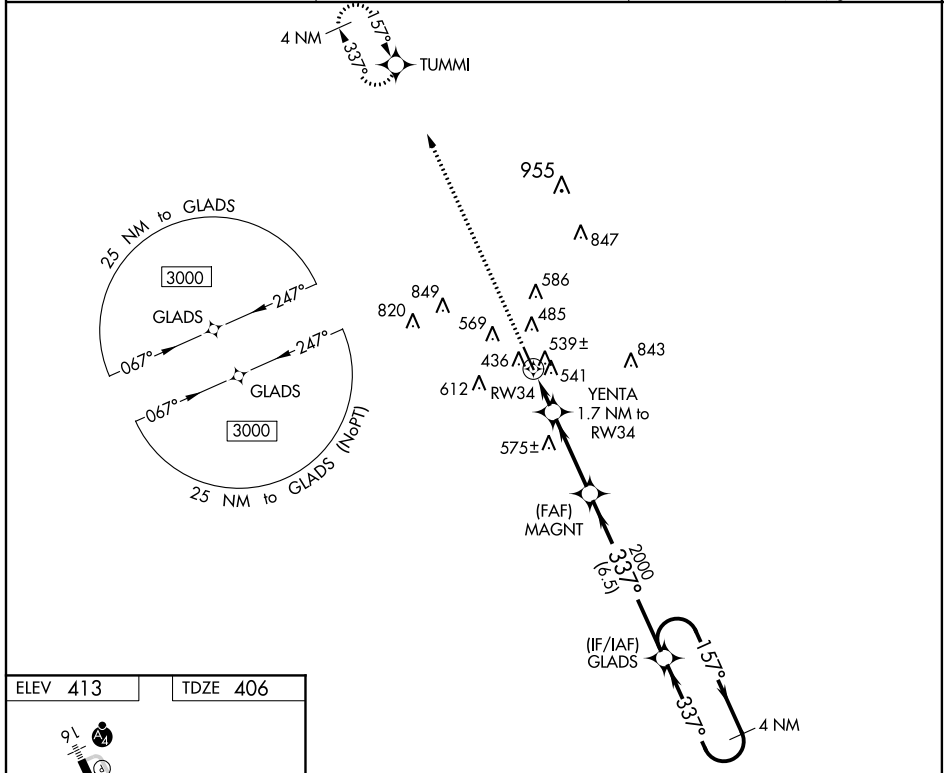 157°
4 NM
337°
TUMMI
955
847
25 NM to GLADS
3000
586
247°
849
820
485
GLADS
569
539±
067°
247°
436
843
541
612
RW34
YENTA
GLADS
1.7 NM to
RW34
067°
3000
575±
25 NM to GLADS (NoPT)
(FAF)
MAGNT
2000
337°
(6.5)
(IF/IAF)
GLADS
157°
337°
4 NM
ELEV 413
TDZE 406
16
A4
P